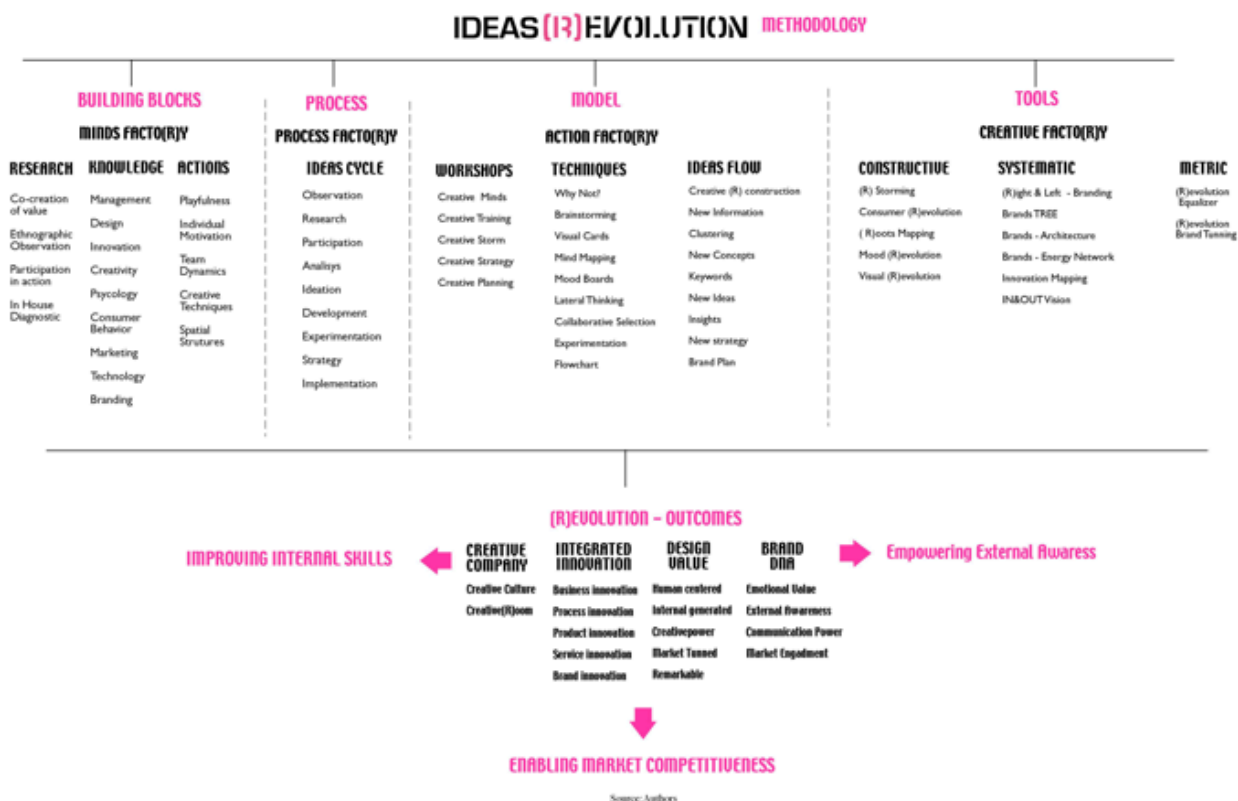 IDEAS(R)EVOLUTION METHODOLOGY
BUILDING BLOCKS
MINDS FACTO(R)Y
RESEARCH
Co-creation
of value
Ethnographic
Observation
Participation
in action
In House
Diagnostic
KNOWLEDGE
Management
Design
Innovation
Creativity
Psycology
Consumer
Behavior
Marketing
Technology
Branding
ACTIONS
Playfulness
Individual
Motivation
Team
Dynamics
Creative
Techniques
Spatial
Strutures
PROCESS
PROCESS FACTO(R)Y
IDEAS CYCLE
Observation
Research
Participation
Analisys
Ideation
Development
Experimentation
Strategy
Implementation
MODEL
ACTION FACTO(R)Y
WORKSHOPS
Creative Minds
Creative Training
Creative Storm
Creative Strategy
Creative Planning
TECHNIQUES
Why Not?
Brainstorming
Visual Cards
Mind Mapping
Mood Boards
Lateral Thinking
Collaborative Selection
Experimentation
Flowchart
IDEAS FLOW
Creative (R) construction
New Information
Clustering
New Concepts
Keywords
New Ideas
Insights
New strategy
Brand Plan
TOOLS
CREATIVE FACTO(R)Y
CONSTRUCTIVE
(R) Storming
Consumer (R)evolution
( R)oots Mapping
Mood (R)evolution
Visual (R)evolution
SYSTEMATIC
(R)ight & Left - Branding
Brands TREE
Brands - Architecture
Brands - Energy Network
Innovation Mapping
IN&OUT Vision
METRIC
(R)evolution
Equalizer
(R)evolution
Brand Tunning
(R)EVOLUTION – OUTCOMES
IMPROVING INTERNAL SKILLS
CREATIVE
COMPANY
Creative Culture
Creative(R)oom
INTEGRATED
INNOVATION
Business innovation
Process innovation
Product innovation
Service innovation
Brand innovation
DESIGN
VALUE
Human centered
Internal generated
Creativepower
Market Tunned
Remarkable
BRAND
DNA
Emotional Value
External Awareness
Communication Power
Market Engadment
Empowering External Awaress
ENABLING MARKET COMPETITIVENESS
Source: Authors